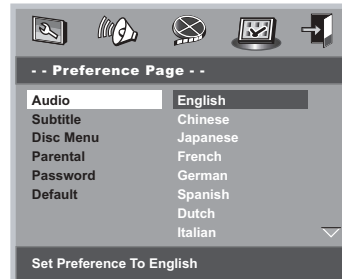 - - Preference Page - -
Audio English
Subtitle Chinese
Disc Menu Japanese
Parental French
Password German
Default Spanish
Dutch
Italian
Set Preference To English